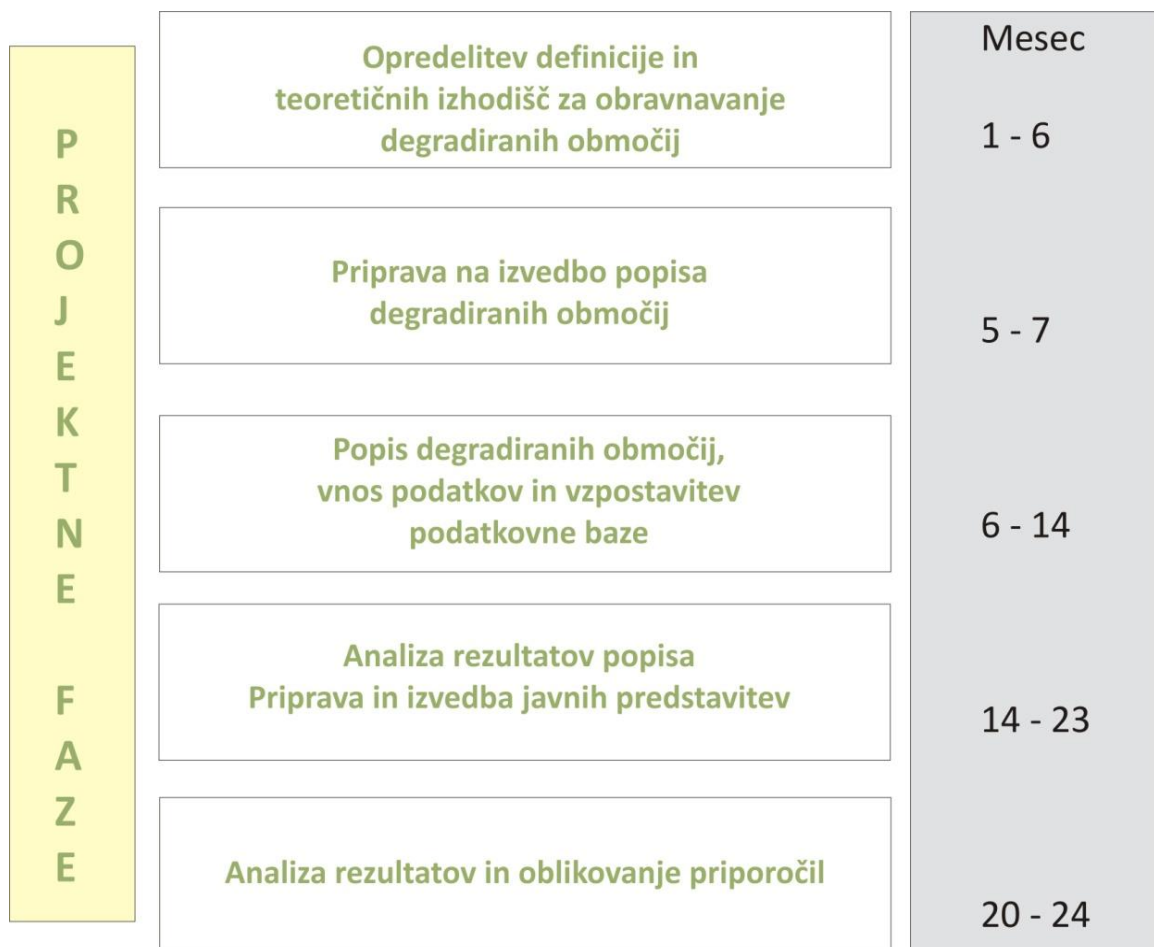 PROJEKTNE FAZE
Opredelitev definicije in
teoretičnih izhodišč za obravnavanje
degradiranih območij
Mesec
1 - 6
Priprava na izvedbo popisa
degradiranih območij
5 - 7
Popis degradiranih območij,
vnos podatkov in vzpostavitev
podatkovne baze
6 - 14
Analiza rezultatov popisa
Priprava in izvedba javnih predstavitev
14 - 23
Analiza rezultatov in oblikovanje priporočil
20 - 24